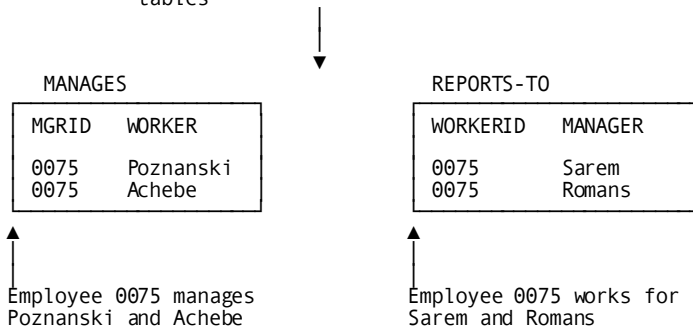 tables
MANAGES REPORTS-TO
MGRID WORKER WORKERID MANAGER
0075 Poznanski 0075 Sarem
0075 Achebe 0075 Romans
Employee 0075 manages Employee 0075 works for
Poznanski and Achebe Sarem and Romans